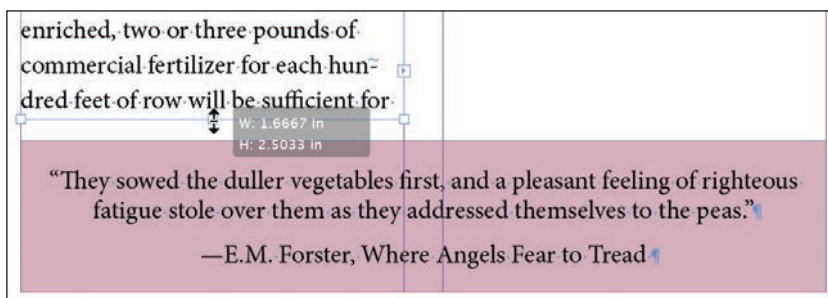 enriched, two or three pounds of
commercial fertilizer for each hun-
dred feet of row will be sufficient for
W: 1.6667 in
H: 2.5033 in
“They sowed the duller vegetables first, and a pleasant feeling of righteous
fatigue stole over them as they addressed themselves to the peas.”
—E.M. Forster, Where Angels Fear to Tread